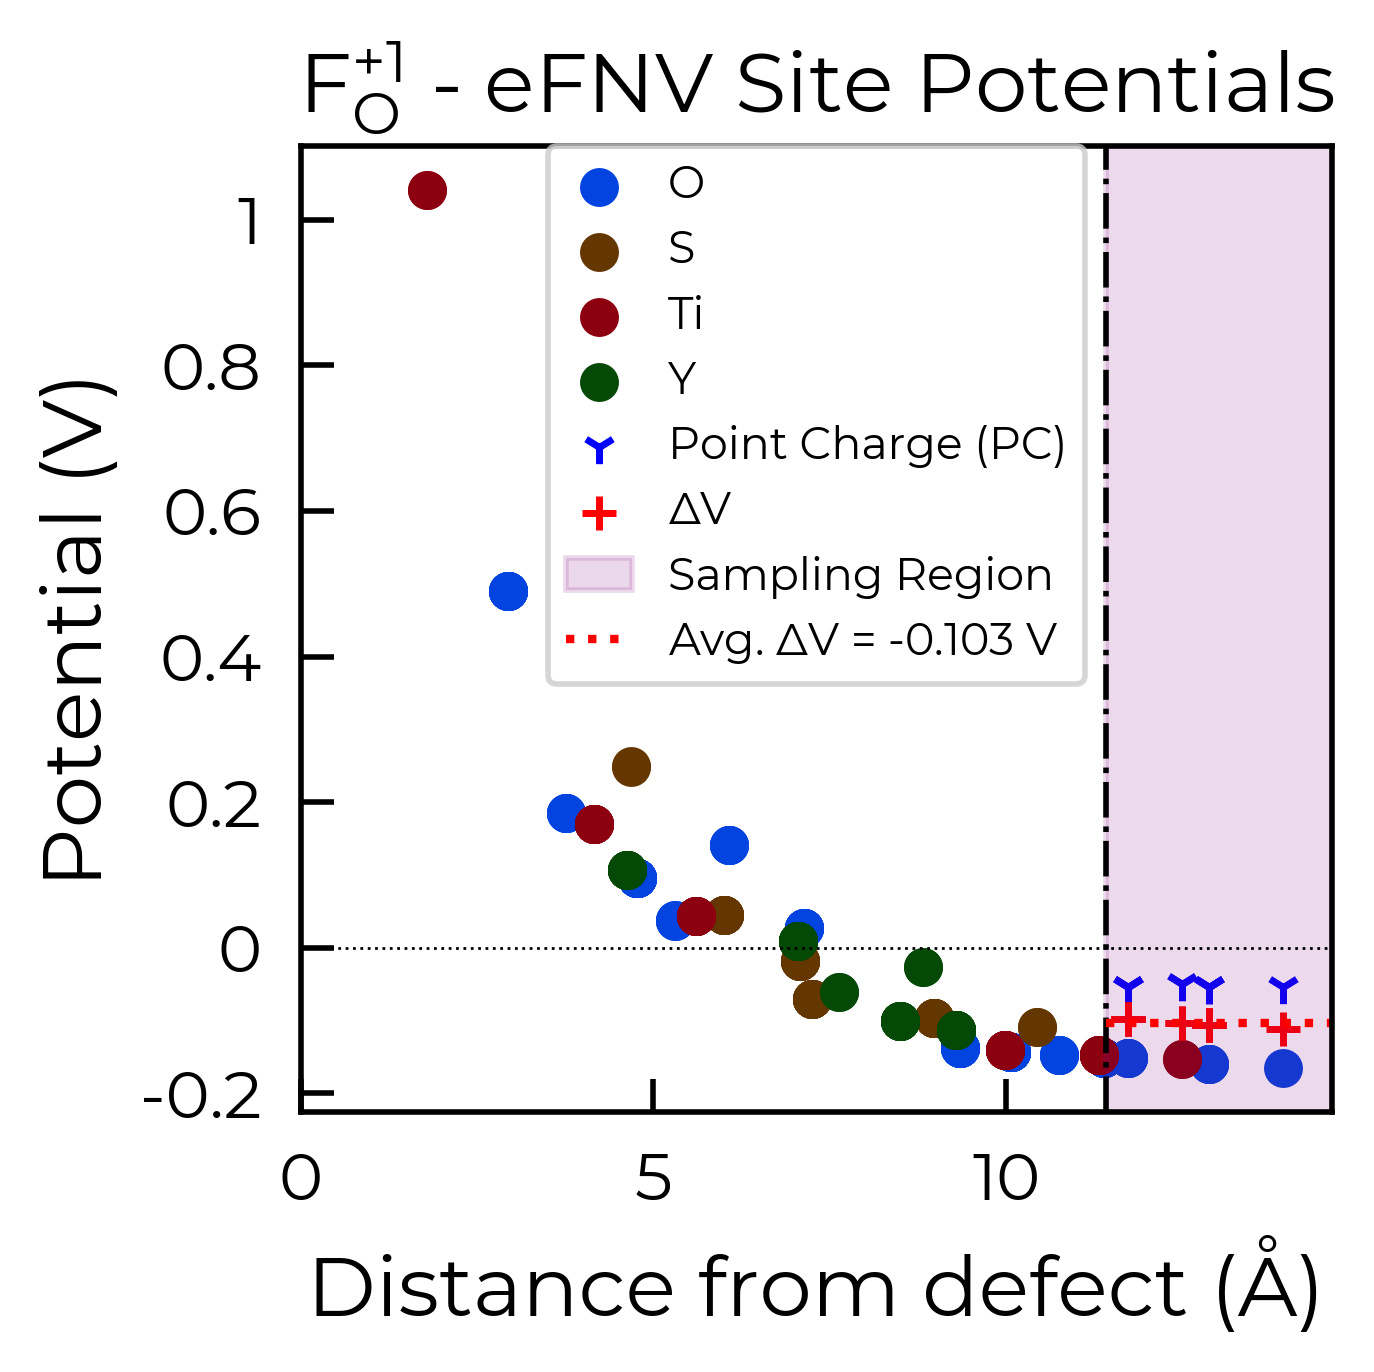 F_O^{+1} - eFNV Site Potentials
O
S
Ti
Y
Point Charge (PC)
ΔV
Sampling Region
Avg. ΔV = -0.103 V
Potential (V)
1
0.8
0.6
0.4
0.2
0
-0.2
0
5
10
Distance from defect (Å)